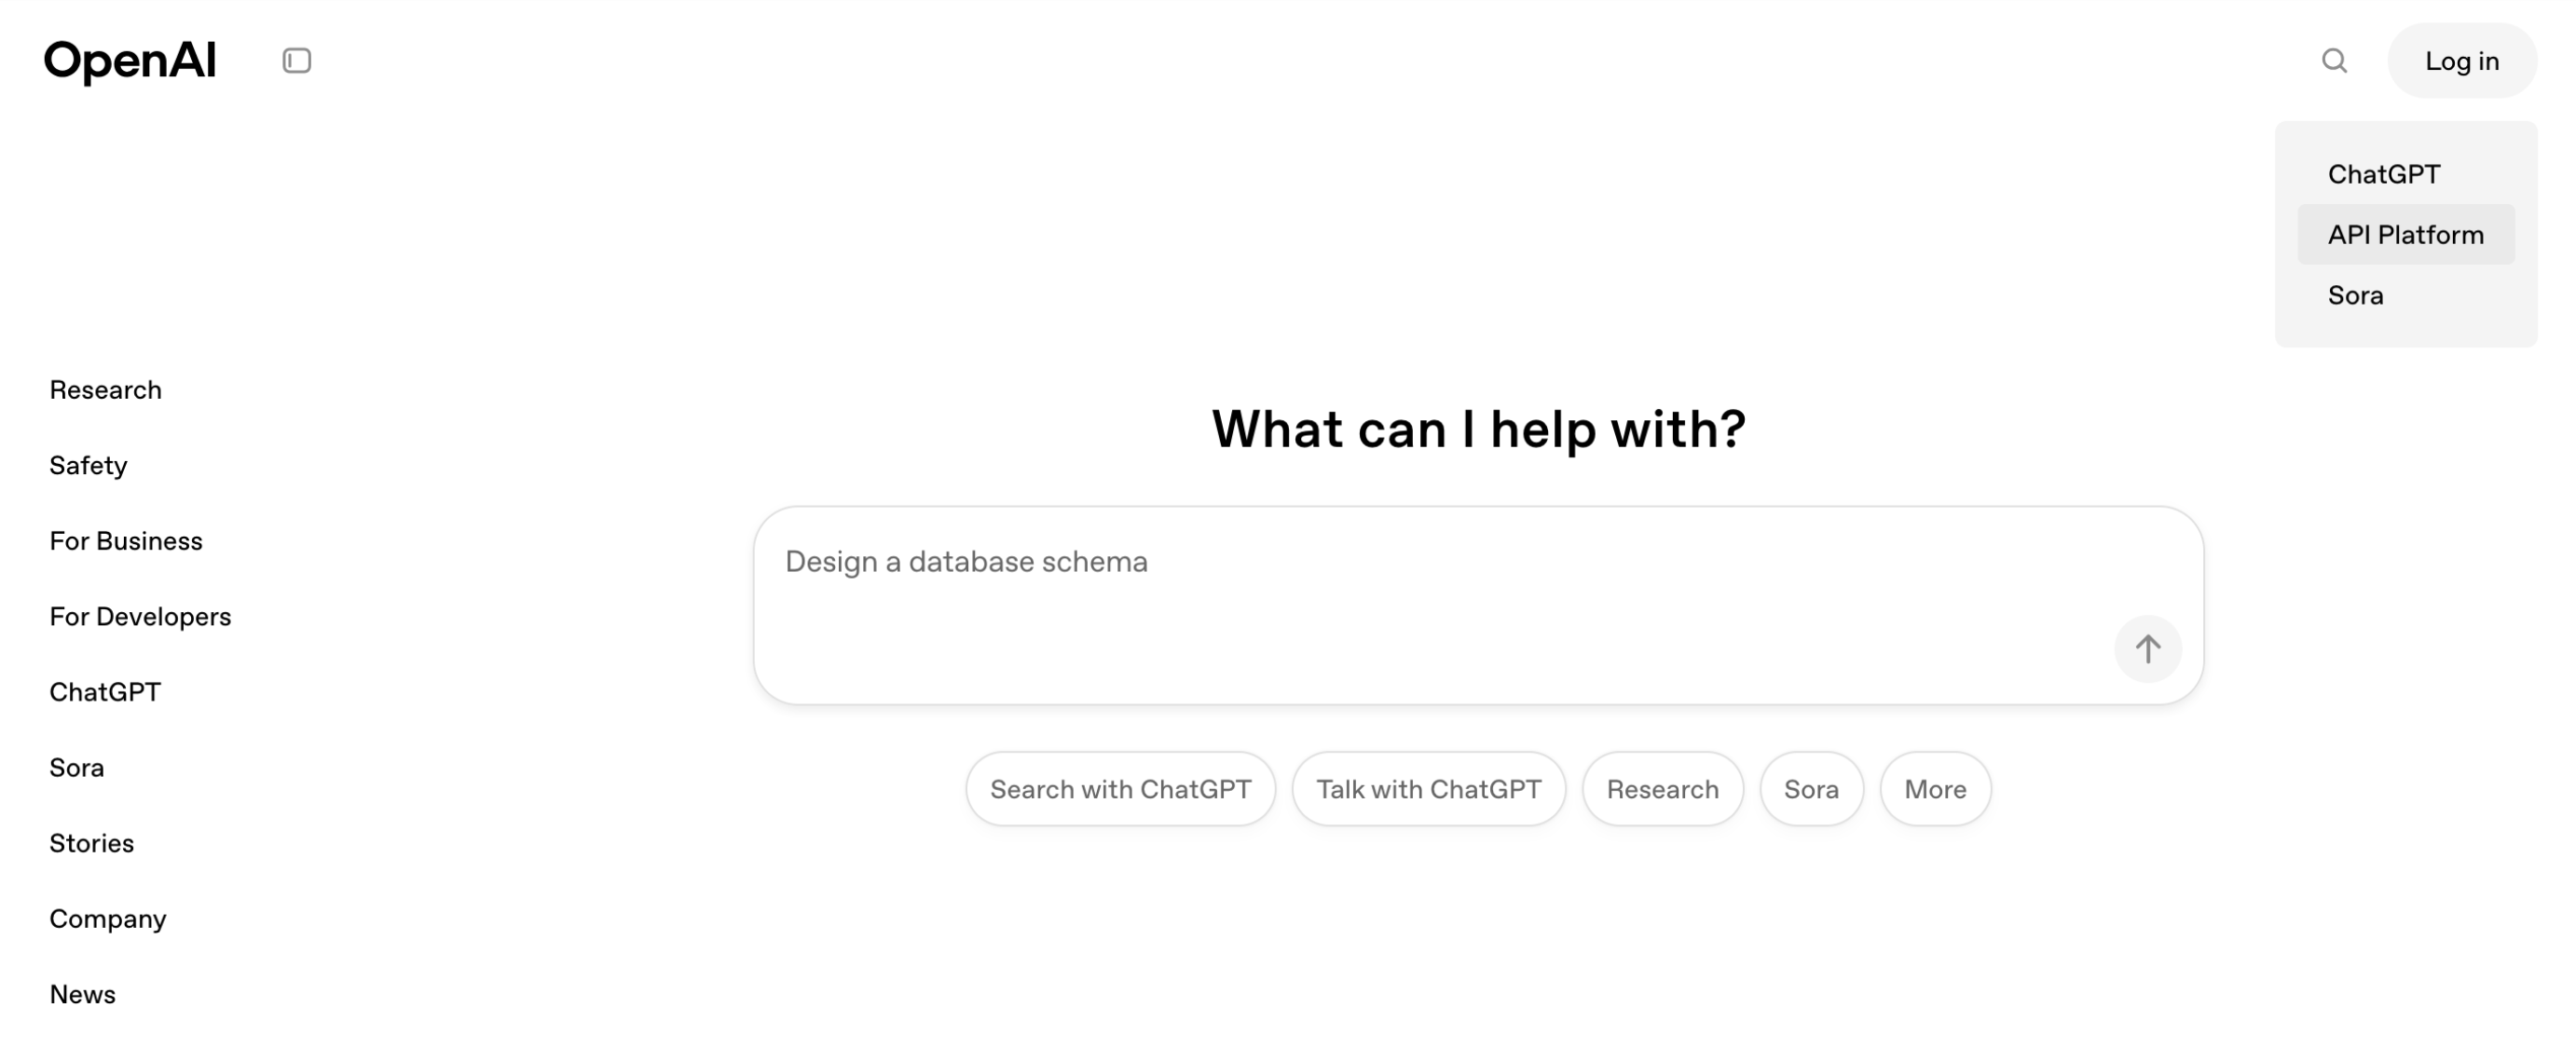 OpenAI
Log in
ChatGPT
API Platform
Sora
Research
Safety
For Business
For Developers
ChatGPT
Sora
Stories
Company
News
What can I help with?
Design a database schema
Search with ChatGPT
Talk with ChatGPT
Research
Sora
More